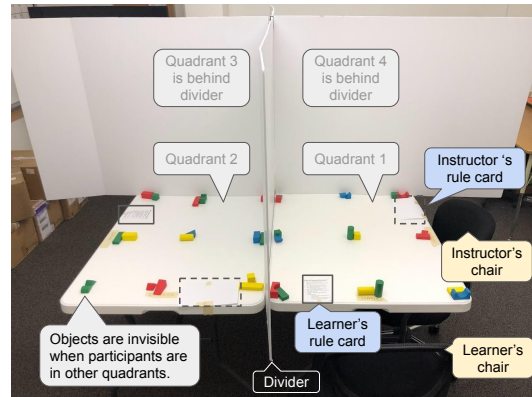 Quadrant 3
is behind
divider
Quadrant 4
is behind
divider
Quadrant 2
Quadrant 1
Instructor ‘s
rule card
Instructor’s
chair
Objects are invisible
when participants are
in other quadrants.
Learner’s
rule card
Learner’s
chair
Divider